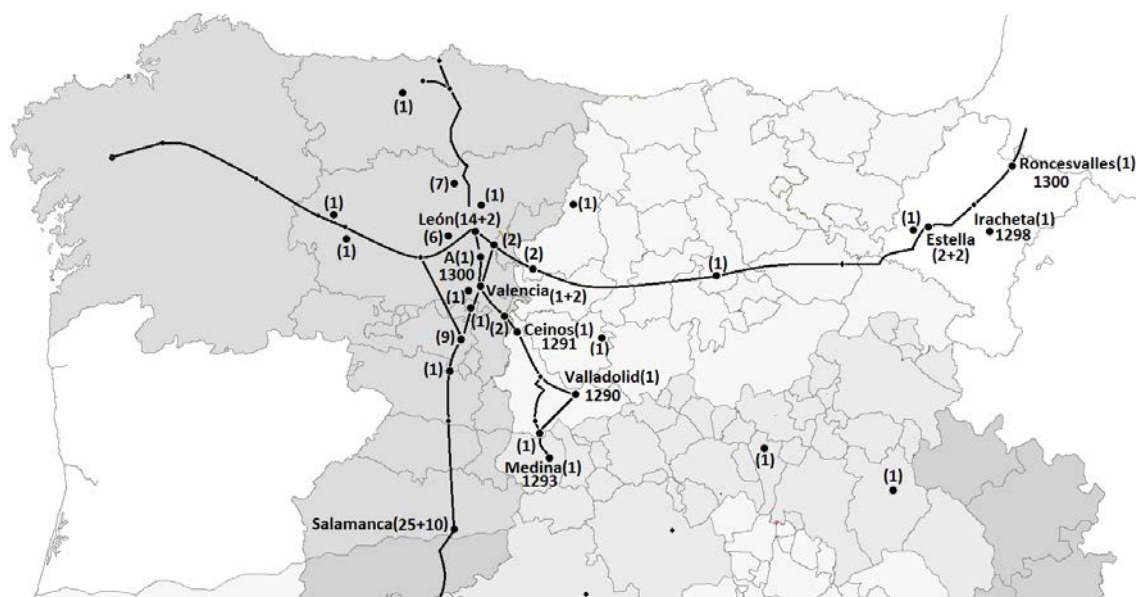 (1)
Roncesvalles(1)
1300
(7)
(1)
(1)
(1)
León(14+2)
(1)
Iracheta(1)
1298
(6)
(2)
Estella
(2+2)
(1)
A(1)
1300
(2)
(1)
Valencia
(1+2)
(1)
(1)
(2)
Ceinos(1)
1291
(9)
(1)
(1)
Valladolid(1)
1290
(1)
Medina(1)
1293
(1)
(1)
Salamanca(25+10)